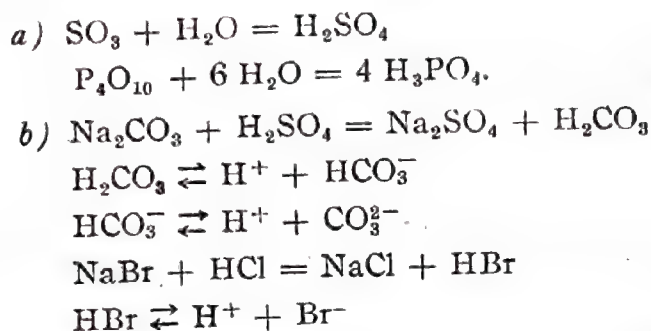 a) SO₃ + H₂O = H₂SO₄
P₄O₁₀ + 6 H₂O = 4 H₃PO₄.
b) Na₂CO₃ + H₂SO₄ = Na₂SO₄ + H₂CO₃
H₂CO₃ ⇄ H⁺ + HCO₃⁻
HCO₃⁻ ⇄ H⁺ + CO₃²⁻.
NaBr + HCl = NaCl + HBr
HBr ⇄ H⁺ + Br⁻